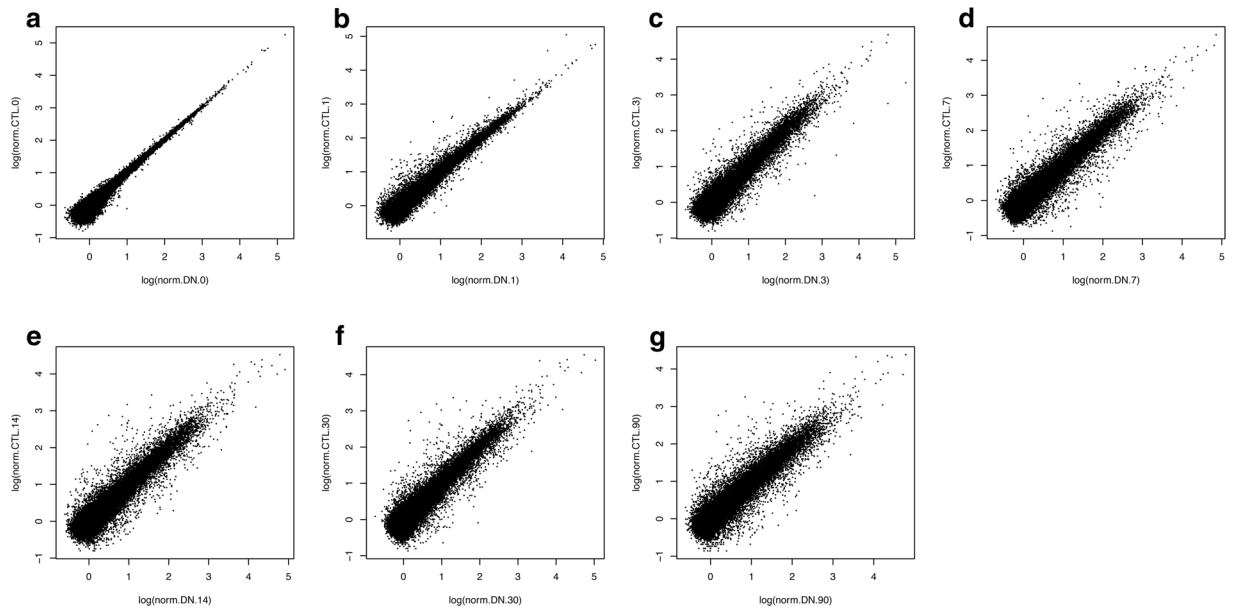 a
b
c
d
5
4
3
2
1
0
−1
log(norm.CTL.0)
0 1 2 3 4 5
log(norm.DN.0)
5
4
3
2
1
0
log(norm.CTL.1)
0 1 2 3 4 5
log(norm.DN.1)
4
3
2
1
0
−1
log(norm.CTL.3)
0 1 2 3 4 5
log(norm.DN.3)
4
3
2
1
0
−1
log(norm.CTL.7)
0 1 2 3 4 5
log(norm.DN.7)
e
f
g
4
3
2
1
0
−1
log(norm.CTL.14)
0 1 2 3 4 5
log(norm.DN.14)
4
3
2
1
0
−1
log(norm.CTL.30)
0 1 2 3 4 5
log(norm.DN.30)
4
3
2
1
0
−1
log(norm.CTL.90)
0 1 2 3 4
log(norm.DN.90)